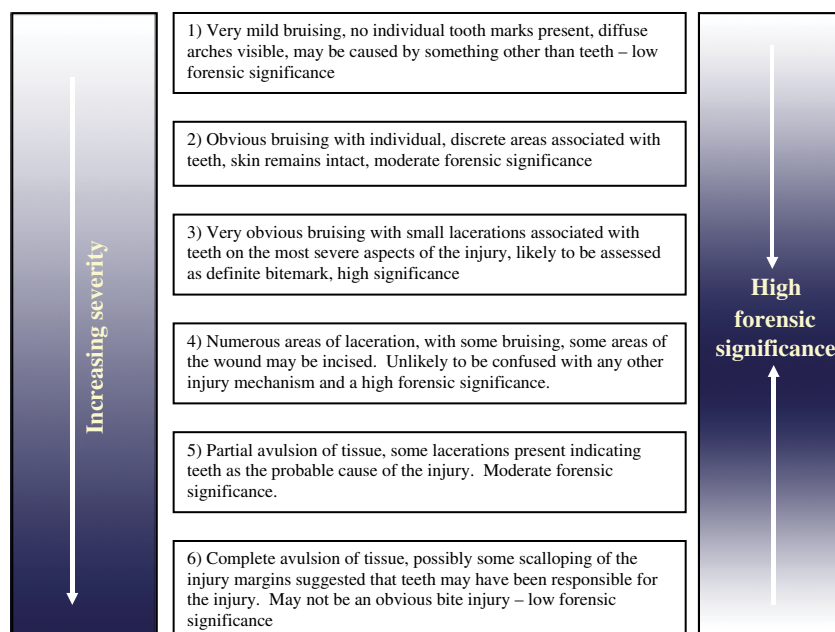 1) Very mild bruising, no individual tooth marks present, diffuse
arches visible, may be caused by something other than teeth – low
forensic significance
2) Obvious bruising with individual, discrete areas associated with
teeth, skin remains intact, moderate forensic significance
3) Very obvious bruising with small lacerations associated with
teeth on the most severe aspects of the injury, likely to be assessed
as definite bitemark, high significance
4) Numerous areas of laceration, with some bruising, some areas of
the wound may be incised. Unlikely to be confused with any other
injury mechanism and a high forensic significance.
5) Partial avulsion of tissue, some lacerations present indicating
teeth as the probable cause of the injury. Moderate forensic
significance.
6) Complete avulsion of tissue, possibly some scalloping of the
injury margins suggested that teeth may have been responsible for
the injury. May not be an obvious bite injury – low forensic
significance
Increasing severity
High
forensic
significance